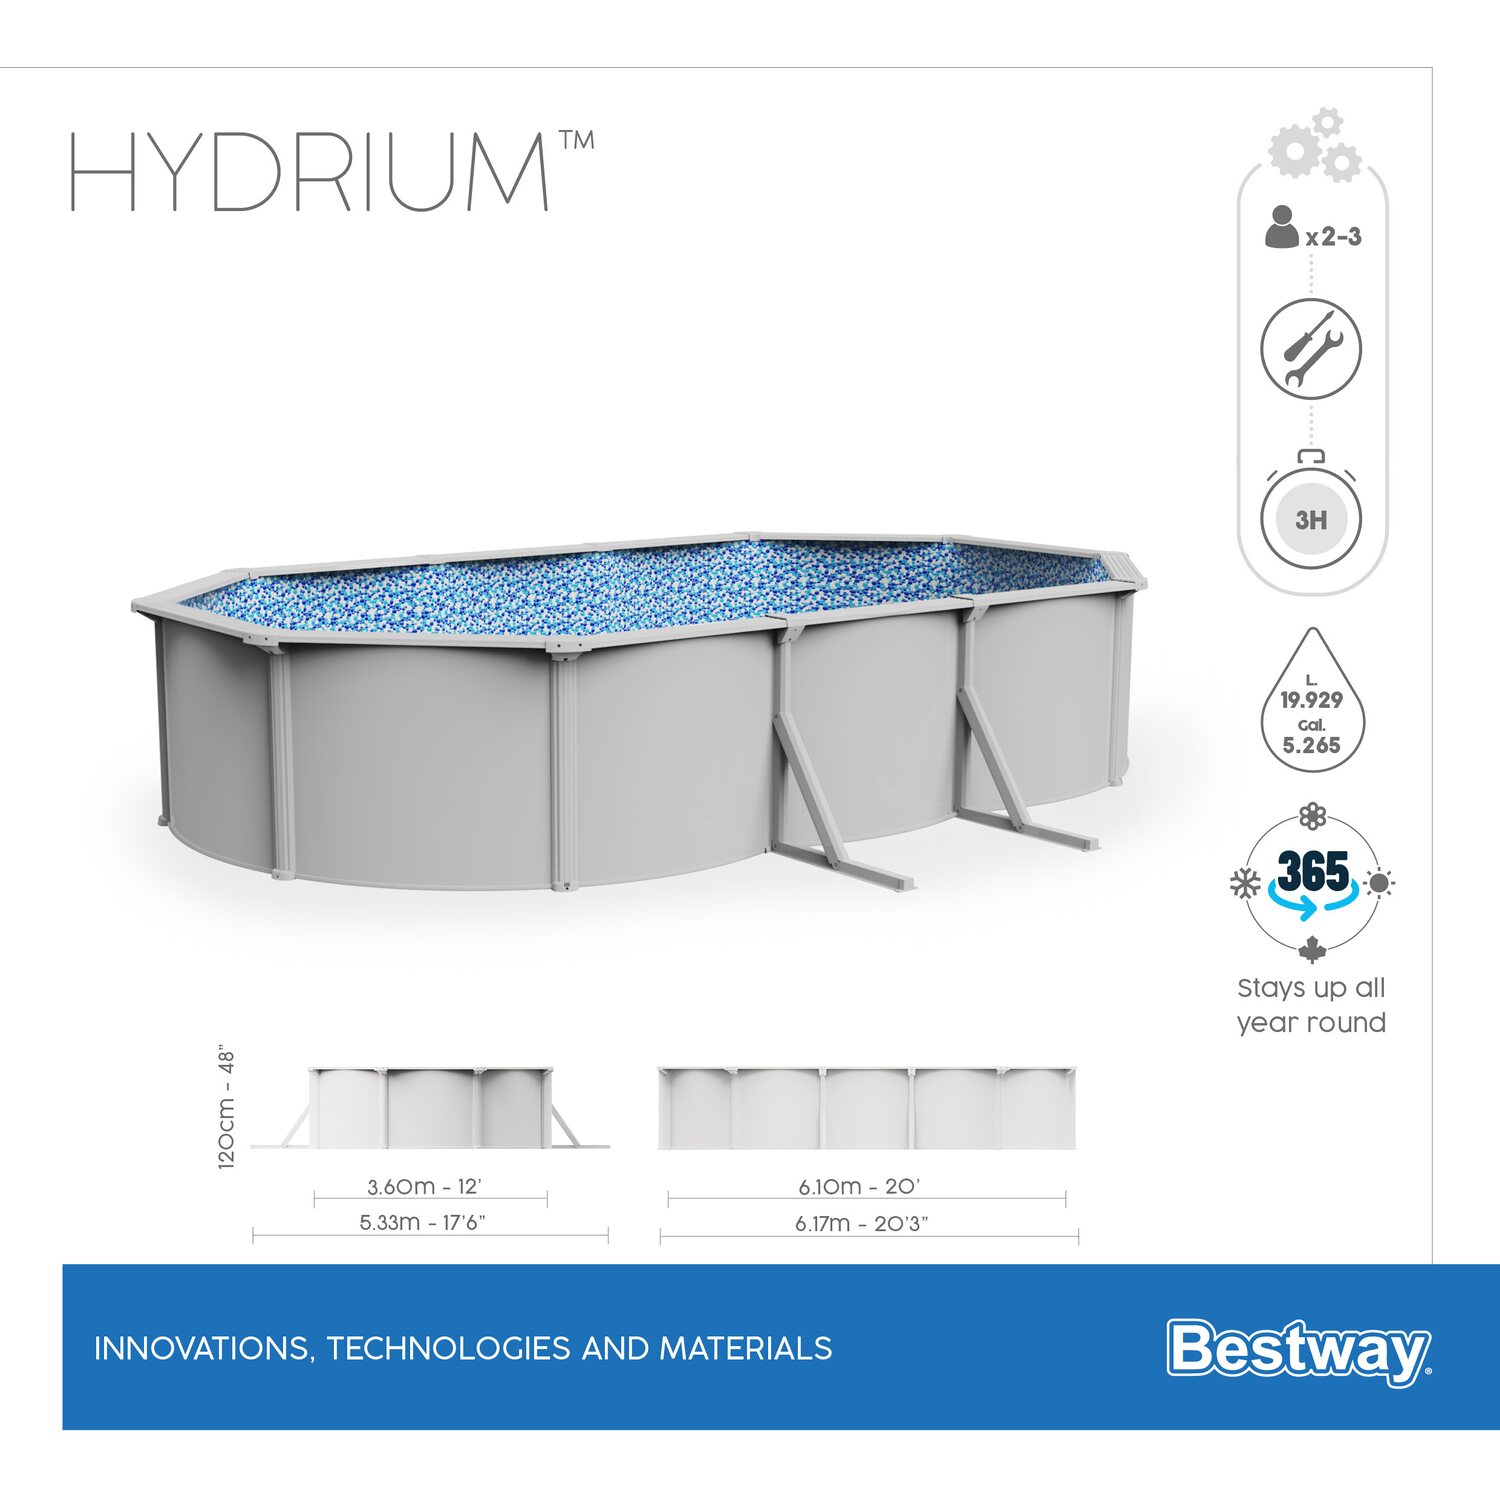 HYDRIUM™
x2-3
3H
L.
19.929
Gal.
5.265
365
Stays up all
year round
120cm - 48"
3.60m - 12'
5.33m - 17'6"
6.10m - 20'
6.17m - 20'3"
INNOVATIONS, TECHNOLOGIES AND MATERIALS
Bestway®